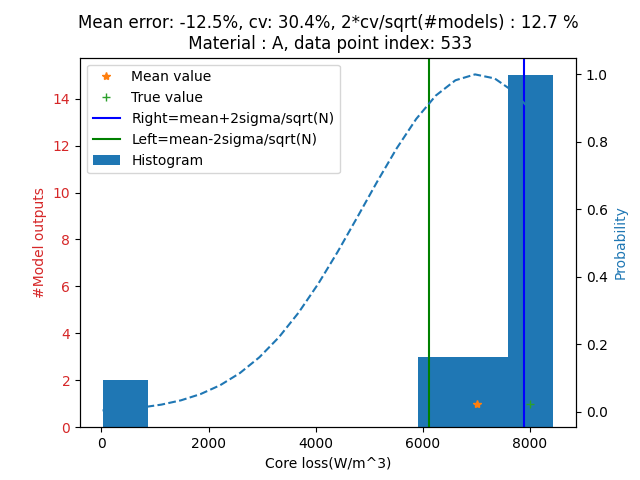 Mean error: -12.5%, cv: 30.4%, 2*cv/sqrt(#models) : 12.7 %
Material : A, data point index: 533
Mean value
True value
Right=mean+2sigma/sqrt(N)
Left=mean-2sigma/sqrt(N)
Histogram
#Model outputs
14
12
10
8
6
4
2
0
1.0
0.8
0.6
0.4
0.2
0.0
Probability
0
2000
4000
6000
8000
Core loss(W/m^3)